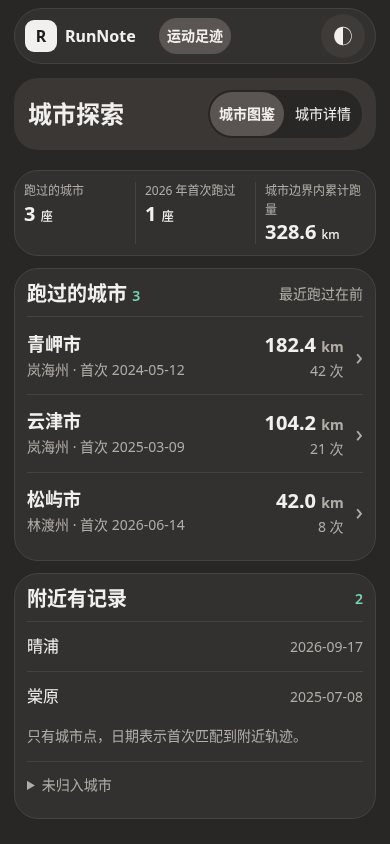 R RunNote 运动足迹
城市探索 城市图鉴 城市详情
跑过的城市
3 座
2026 年首次跑过
1 座
城市边界内累计跑
量
328.6 km
跑过的城市 3 最近跑过在前
青岬市 182.4 km
岚海州 · 首次 2024-05-12 42 次
云津市 104.2 km
岚海州 · 首次 2025-03-09 21 次
松屿市 42.0 km
林渡州 · 首次 2026-06-14 8 次
附近有记录 2
晴浦 2026-09-17
棠原 2025-07-08
只有城市点，日期表示首次匹配到附近轨迹。
未归入城市